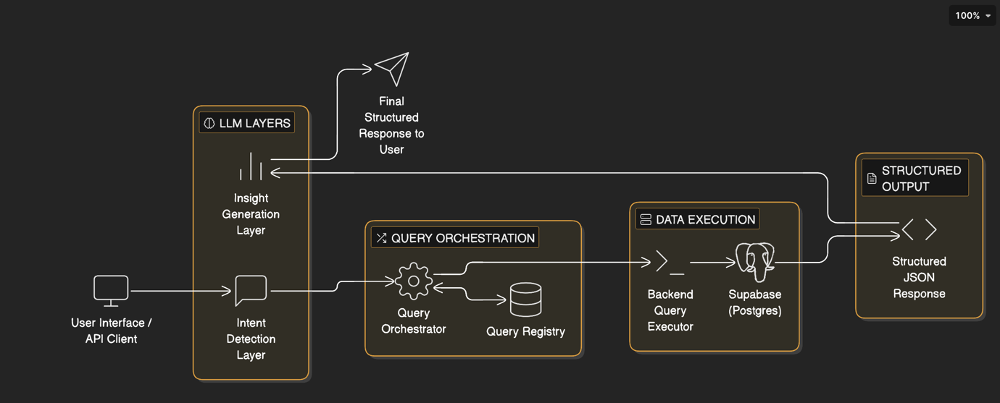 100%
Final
Structured
Response to
User
LLM LAYERS
Insight
Generation
Layer
User Interface /
API Client
Intent
Detection
Layer
QUERY ORCHESTRATION
Query
Orchestrator
Query Registry
DATA EXECUTION
Backend
Query
Executor
Supabase
(Postgres)
STRUCTURED
OUTPUT
Structured
JSON
Response